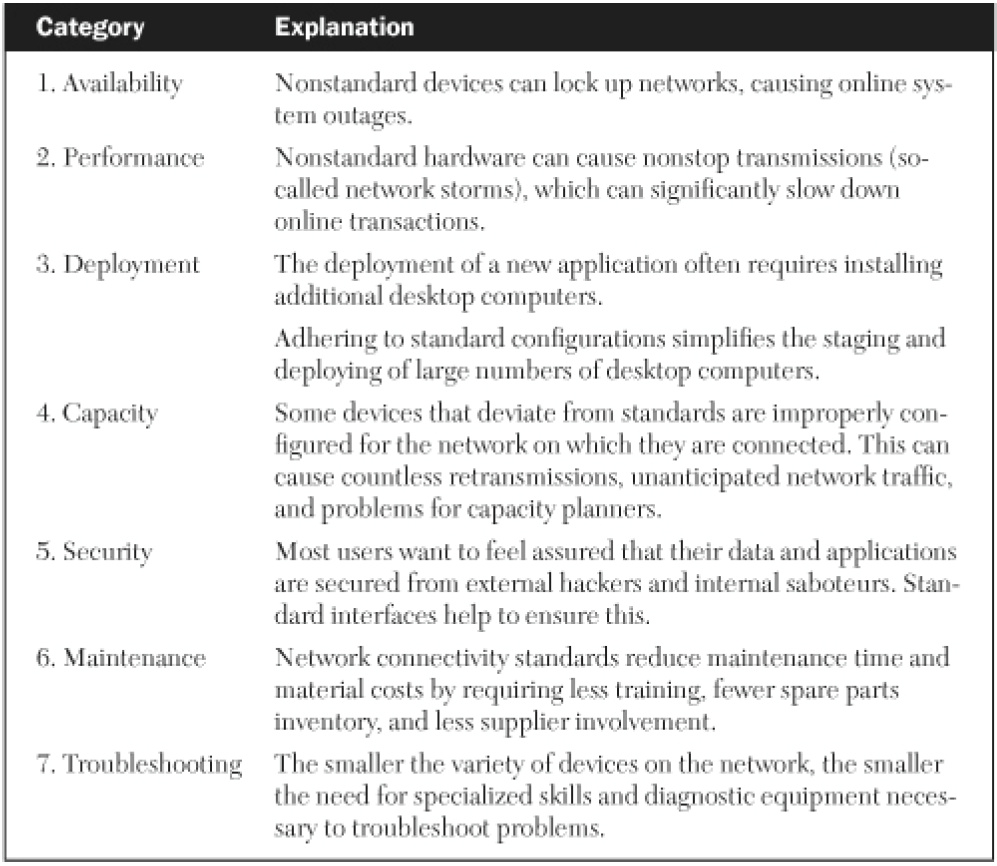 Category Explanation
1. Availability Nonstandard devices can lock up networks, causing online sys-
tem outages.
2. Performance Nonstandard hardware can cause nonstop transmissions (so-
called network storms), which can significantly slow down
online transactions.
3. Deployment The deployment of a new application often requires installing
additional desktop computers.
Adhering to standard configurations simplifies the staging and
deploying of large numbers of desktop computers.
4. Capacity Some devices that deviate from standards are improperly con-
figured for the network on which they are connected. This can
cause countless retransmissions, unanticipated network traffic,
and problems for capacity planners.
5. Security Most users want to feel assured that their data and applications
are secured from external hackers and internal saboteurs. Stan-
dard interfaces help to ensure this.
6. Maintenance Network connectivity standards reduce maintenance time and
material costs by requiring less training, fewer spare parts
inventory, and less supplier involvement.
7. Troubleshooting The smaller the variety of devices on the network, the smaller
the need for specialized skills and diagnostic equipment neces-
sary to troubleshoot problems.